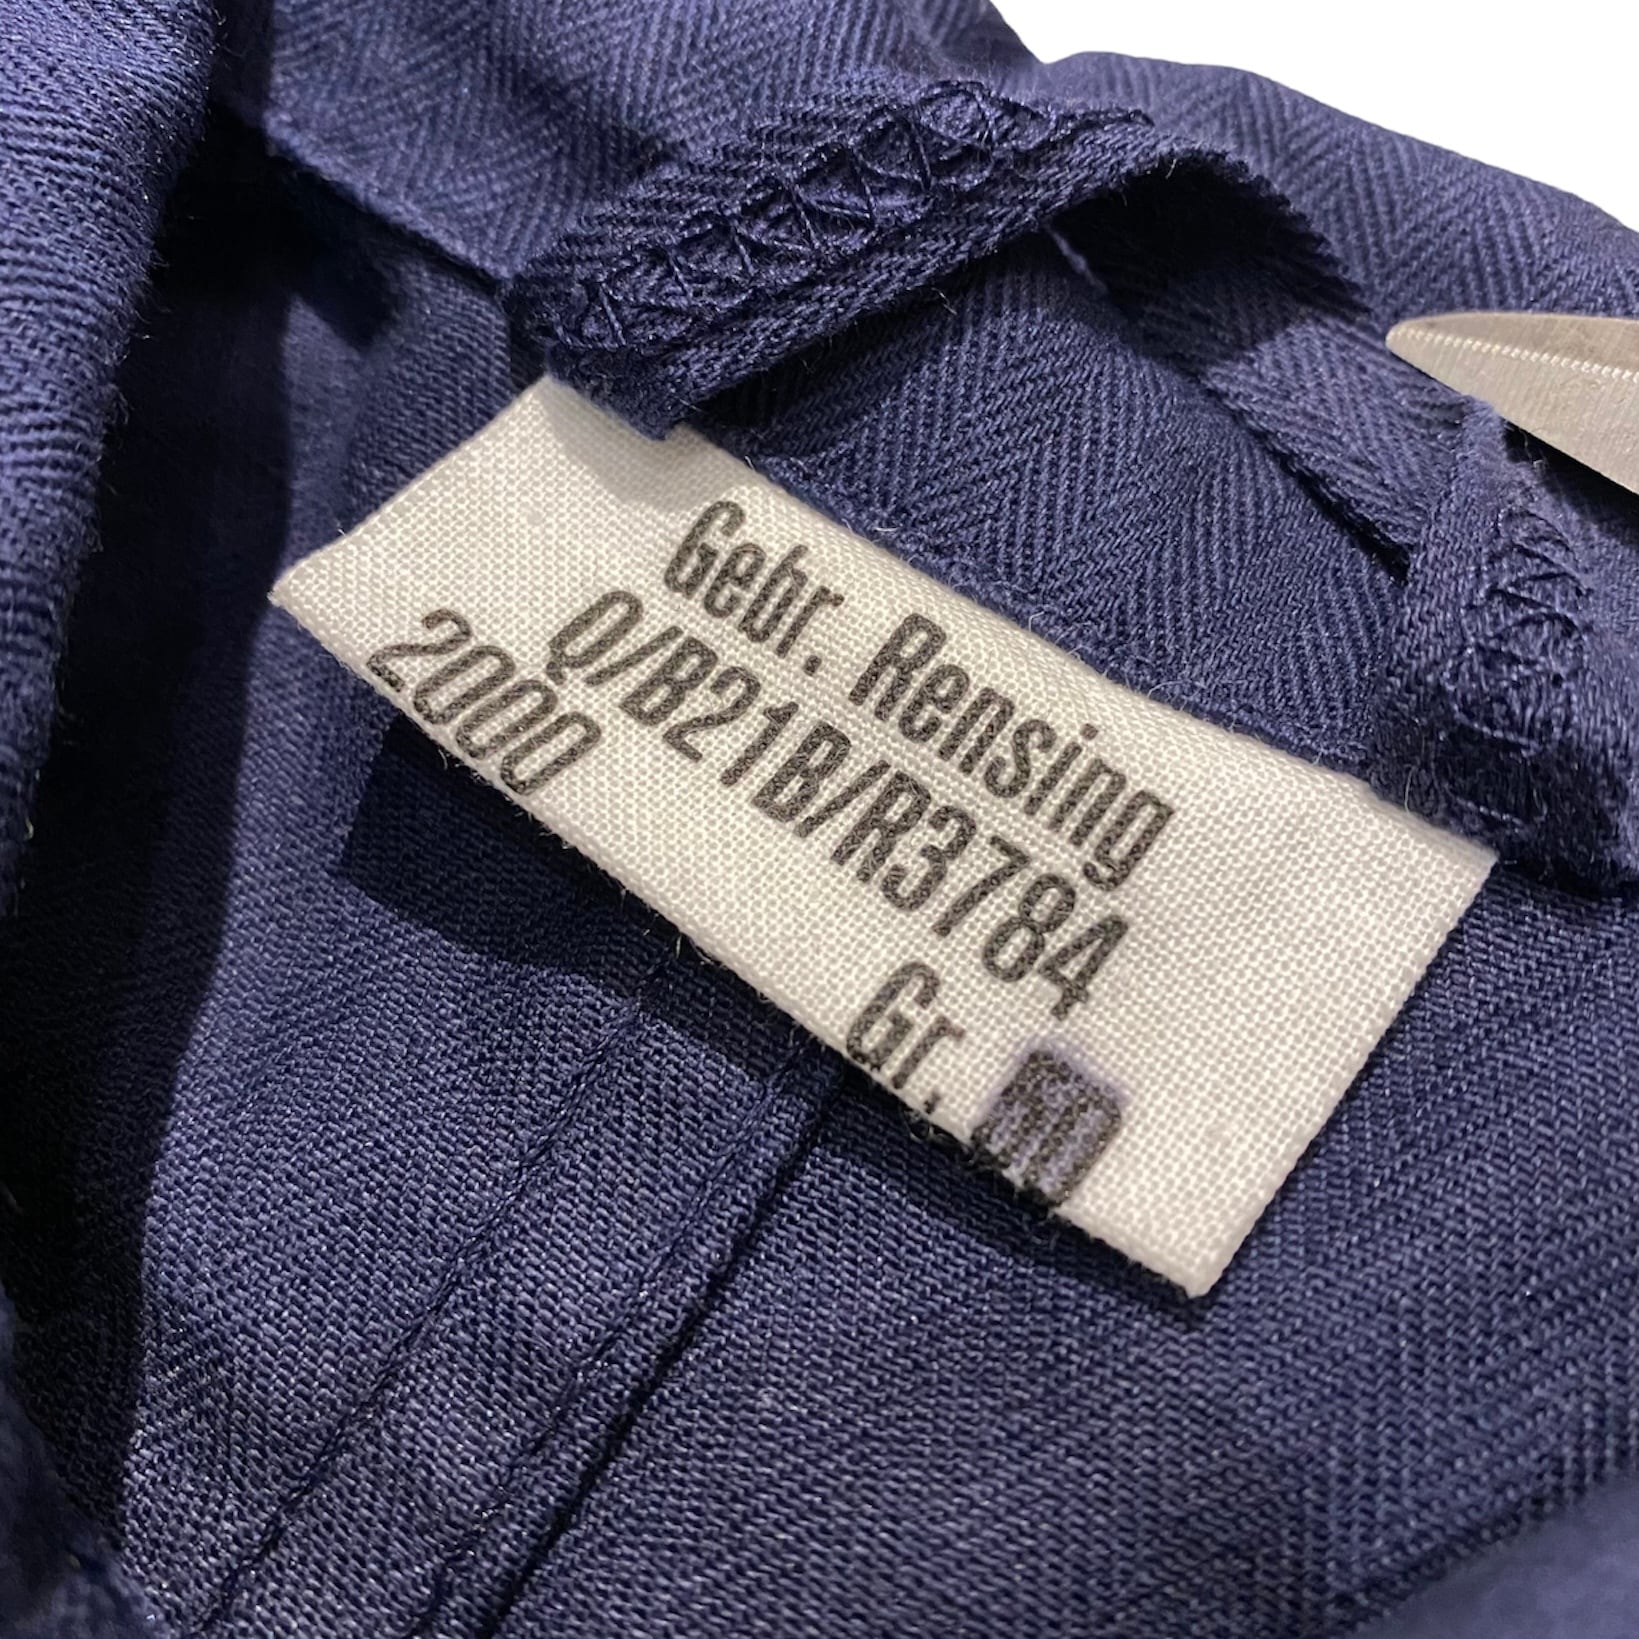 Gebr. Rensing
Q/B21B/R3784
2000
Gr.